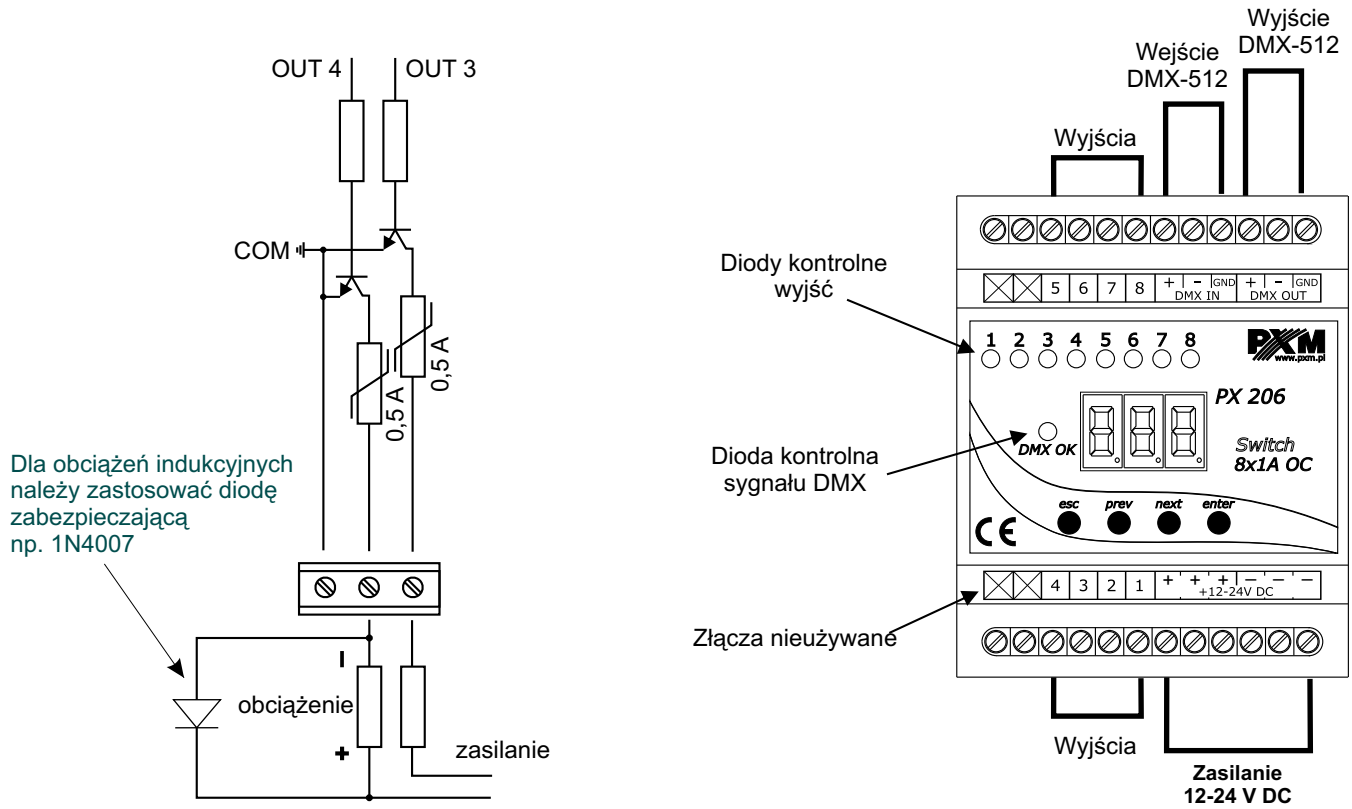 OUT 4
OUT 3
COM
0,5 A
0,5 A
Dla obciążeń indukcyjnych
należy zastosować diodę
zabezpieczającą
np. 1N4007
–
obciążenie
+
zasilanie
Wyjście
DMX-512
Wejście
DMX-512
Wyjścia
Diody kontrolne
wyjść
5 6 7 8 + – GND + – GND
DMX IN DMX OUT
1 2 3 4 5 6 7 8
PXM
www.pxm.pl
PX 206
Dioda kontrolna
sygnału DMX
DMX OK
8.8.8.
Switch
8x1A OC
esc prev next enter
CE
Złącza nieużywane
4 3 2 1 + + + – – –
+12-24V DC
Wyjścia
Zasilanie
12-24 V DC